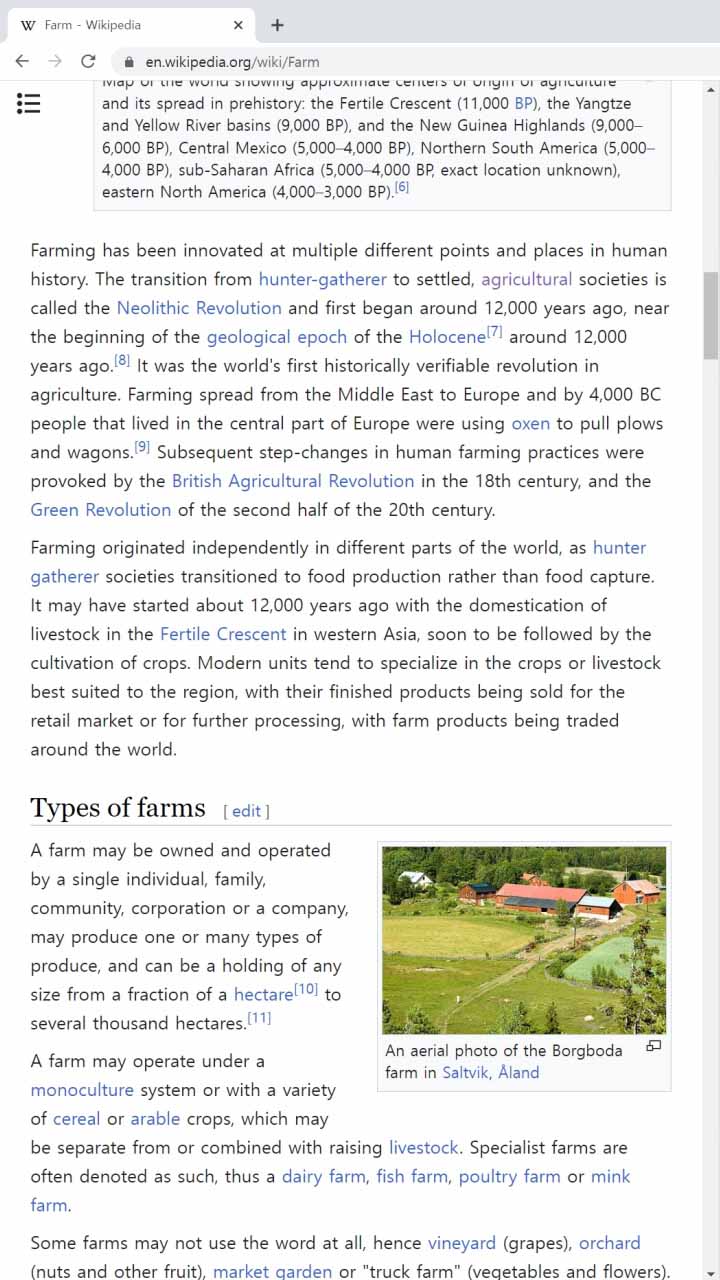 W Farm - Wikipedia
en.wikipedia.org/wiki/Farm
Map of the world showing approximate centers of origin of agriculture
and its spread in prehistory: the Fertile Crescent (11,000 BP), the Yangtze
and Yellow River basins (9,000 BP), and the New Guinea Highlands (9,000–
6,000 BP), Central Mexico (5,000–4,000 BP), Northern South America (5,000–
4,000 BP), sub-Saharan Africa (5,000–4,000 BP, exact location unknown),
eastern North America (4,000–3,000 BP).[6]
Farming has been innovated at multiple different points and places in human
history. The transition from hunter-gatherer to settled, agricultural societies is
called the Neolithic Revolution and first began around 12,000 years ago, near
the beginning of the geological epoch of the Holocene[7] around 12,000
years ago.[8] It was the world's first historically verifiable revolution in
agriculture. Farming spread from the Middle East to Europe and by 4,000 BC
people that lived in the central part of Europe were using oxen to pull plows
and wagons.[9] Subsequent step-changes in human farming practices were
provoked by the British Agricultural Revolution in the 18th century, and the
Green Revolution of the second half of the 20th century.
Farming originated independently in different parts of the world, as hunter
gatherer societies transitioned to food production rather than food capture.
It may have started about 12,000 years ago with the domestication of
livestock in the Fertile Crescent in western Asia, soon to be followed by the
cultivation of crops. Modern units tend to specialize in the crops or livestock
best suited to the region, with their finished products being sold for the
retail market or for further processing, with farm products being traded
around the world.
Types of farms [ edit ]
A farm may be owned and operated
by a single individual, family,
community, corporation or a company,
may produce one or many types of
produce, and can be a holding of any
size from a fraction of a hectare[10] to
several thousand hectares.[11]
An aerial photo of the Borgboda
farm in Saltvik, Åland
A farm may operate under a
monoculture system or with a variety
of cereal or arable crops, which may
be separate from or combined with raising livestock. Specialist farms are
often denoted as such, thus a dairy farm, fish farm, poultry farm or mink
farm.
Some farms may not use the word at all, hence vineyard (grapes), orchard
(nuts and other fruit), market garden or "truck farm" (vegetables and flowers).